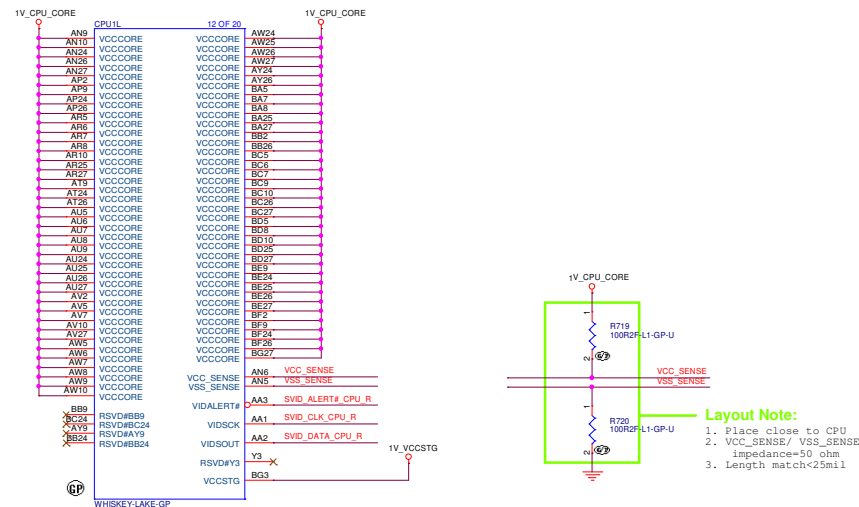 1V_CPU_CORE
1V_CPU_CORE
CPU1L
12 OF 20
AN9 VCCCORE VCCCORE AW24
AN10 VCCCORE VCCCORE AW25
AN24 VCCCORE VCCCORE AW26
AN26 VCCCORE VCCCORE AW27
AN27 VCCCORE VCCCORE AY24
AP2 VCCCORE VCCCORE AY26
AP9 VCCCORE VCCCORE BA5
AP24 VCCCORE VCCCORE BA7
AP26 VCCCORE VCCCORE BA8
AR5 VCCCORE VCCCORE BA25
AR6 VCCCORE VCCCORE BA27
AR7 VCCCORE VCCCORE BB2
AR8 VCCCORE VCCCORE BB26
AR10 VCCCORE VCCCORE BC5
AR25 VCCCORE VCCCORE BC6
AR27 VCCCORE VCCCORE BC7
AT9 VCCCORE VCCCORE BC9
AT24 VCCCORE VCCCORE BC10
AT26 VCCCORE VCCCORE BC26
AU5 VCCCORE VCCCORE BC27
AU6 VCCCORE VCCCORE BD5
AU7 VCCCORE VCCCORE BD8
AU8 VCCCORE VCCCORE BD10
AU9 VCCCORE VCCCORE BD25
AU24 VCCCORE VCCCORE BD27
AU25 VCCCORE VCCCORE BE9
AU26 VCCCORE VCCCORE BE24
AU27 VCCCORE VCCCORE BE25
AV2 VCCCORE VCCCORE BE26
AV5 VCCCORE VCCCORE BE27
AV7 VCCCORE VCCCORE BF2
AV10 VCCCORE VCCCORE BF9
AV27 VCCCORE VCCCORE BF24
AW5 VCCCORE VCCCORE BF26
AW6 VCCCORE VCCCORE BG27
AW7 VCCCORE
AW8 VCCCORE VCC_SENSE AN6 VCC_SENSE
AW9 VCCCORE VSS_SENSE AN5 VSS_SENSE
AW10 VCCCORE
VIDALERT# AA3 SVID_ALERT#_CPU_R
BB9 RSVD#BB9
BC24 RSVD#BC24 VIDSCK AA1 SVID_CLK_CPU_R
AY9 RSVD#AY9
BB24 RSVD#BB24 VIDSOUT AA2 SVID_DATA_CPU_R
RSVD#Y3 Y3
1V_VCCSTG
VCCSTG BG3
GP
WHISKEY-LAKE-GP
1V_CPU_CORE
1
R719
100R2F-L1-GP-U
2
GP
VCC_SENSE
VSS_SENSE
1
R720
100R2F-L1-GP-U
2
GP
Layout Note:
1. Place close to CPU
2. VCC_SENSE/ VSS_SENSE
impedance=50 ohm
3. Length match<25mil